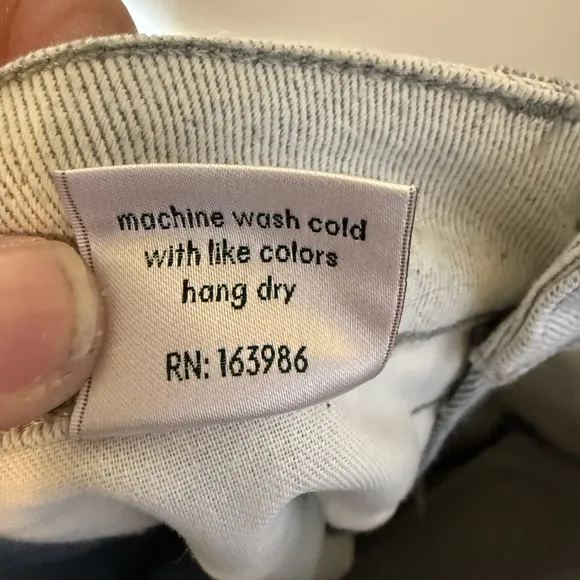 machine wash cold
with like colors
hang dry
RN: 163986